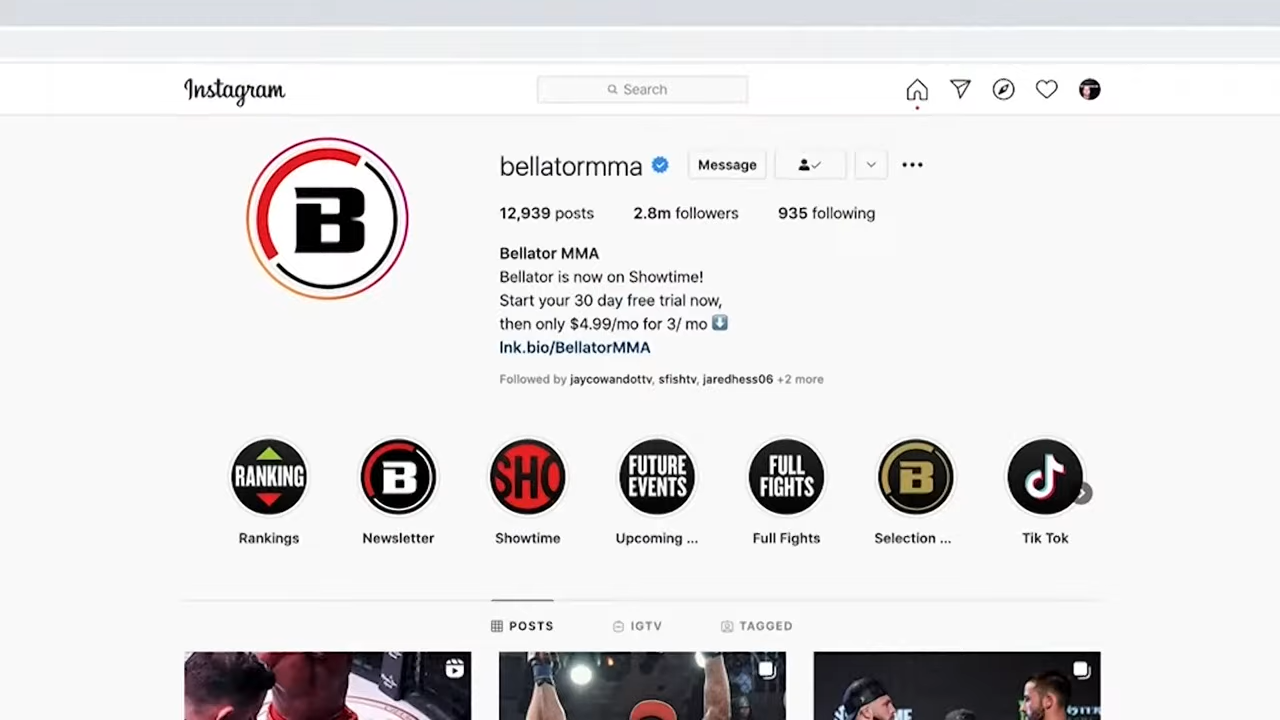 Instagram
Search
B
bellatormma
Message
12,939 posts 2.8m followers 935 following
Bellator MMA
Bellator is now on Showtime!
Start your 30 day free trial now,
then only $4.99/mo for 3/ mo
lnk.bio/BellatorMMA
Followed by jaycowandottv, sfishtv, jaredhess06 +2 more
RANKING
B
SHO
FUTURE
EVENTS
FULL
FIGHTS
B
Rankings
Newsletter
Showtime
Upcoming ...
Full Fights
Selection ...
Tik Tok
POSTS
IGTV
TAGGED